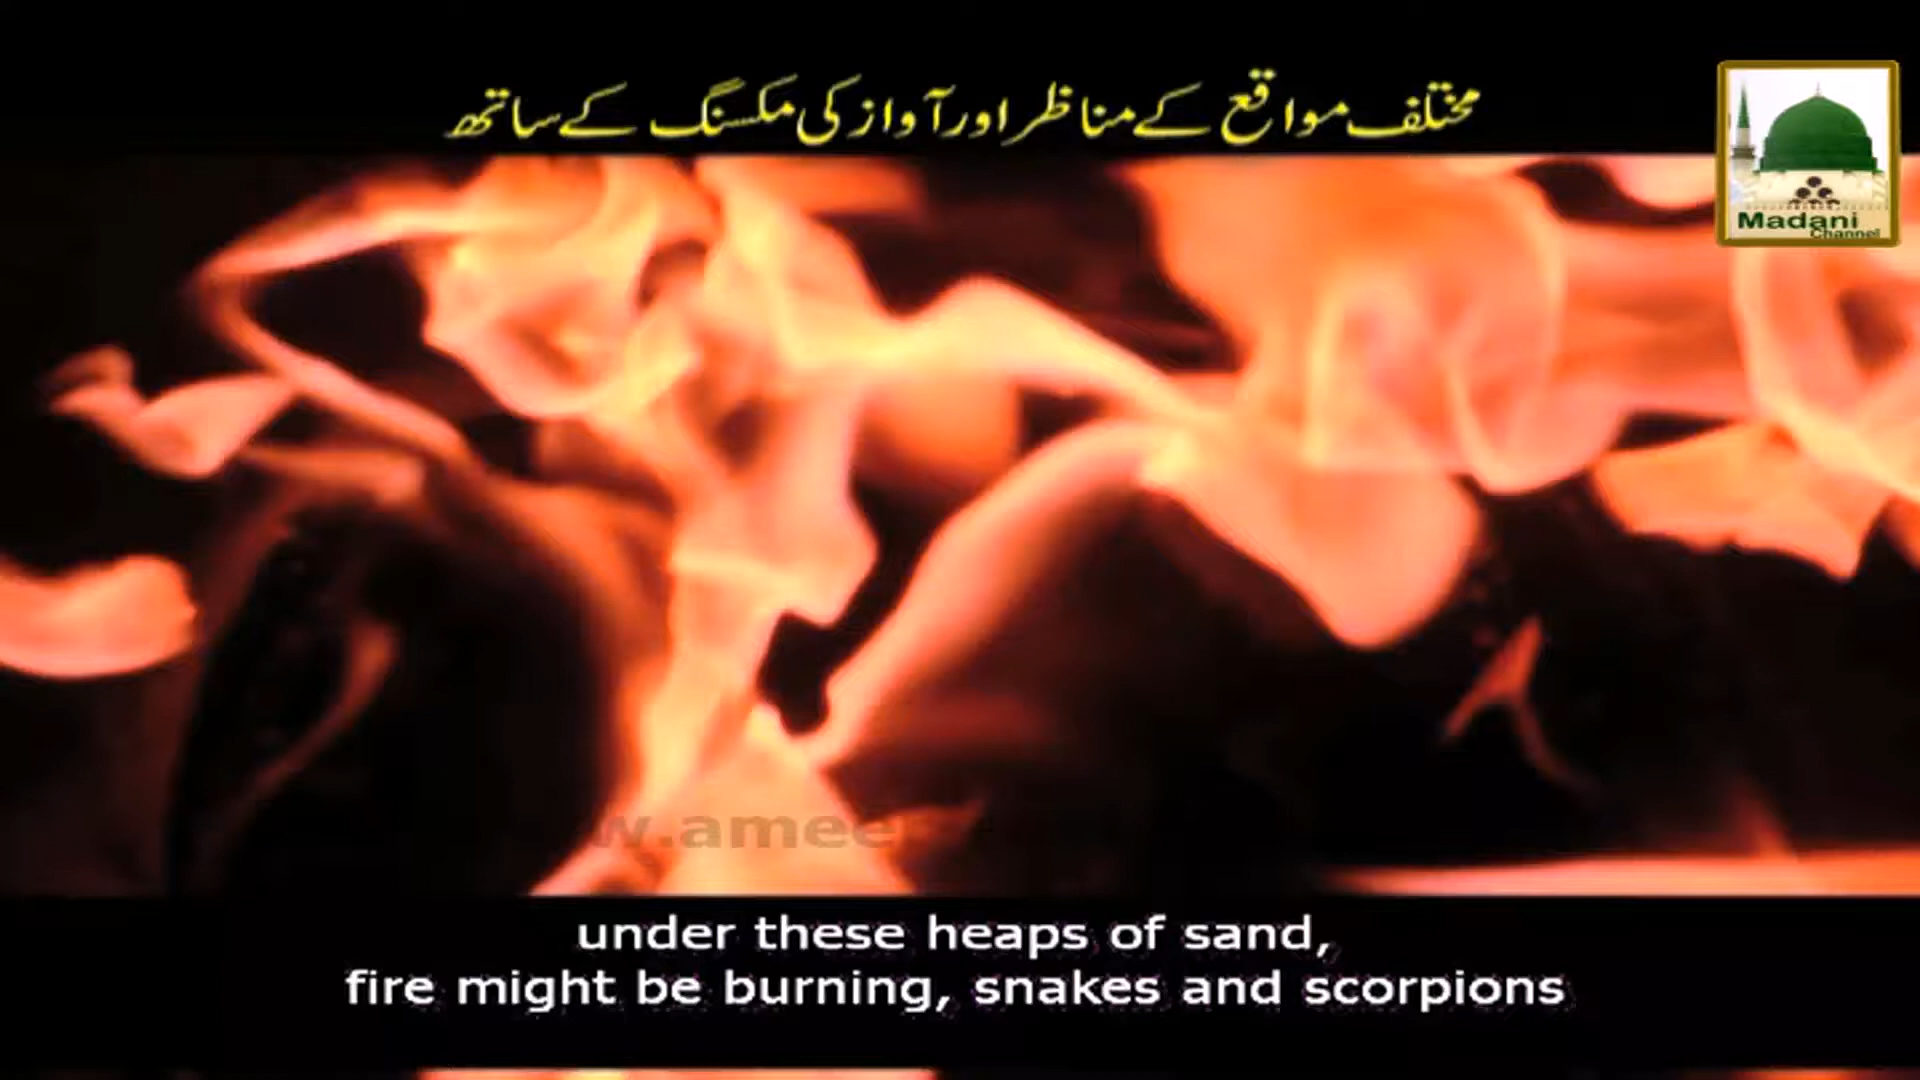 مختلف مواقع کے مناظر اور آواز کی مکسنگ کے ساتھ
Madani
Channel
w.amee
under these heaps of sand,
fire might be burning, snakes and scorpions